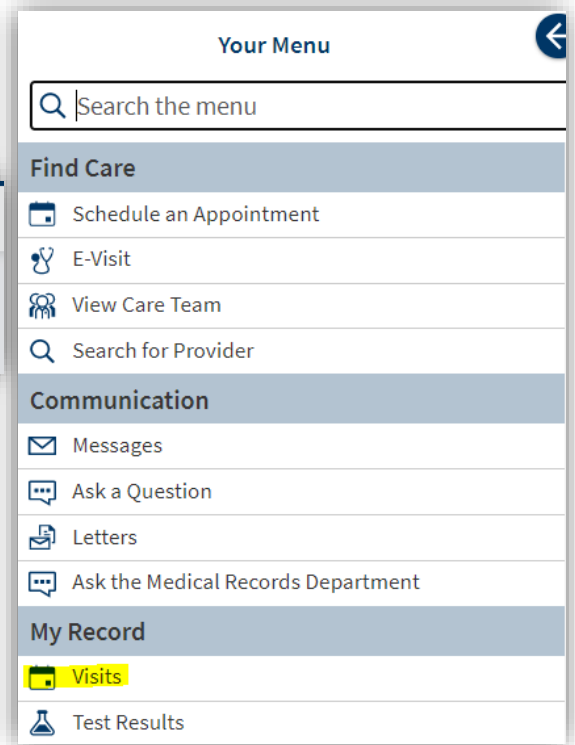 Your Menu
Search the menu
Find Care
Schedule an Appointment
E-Visit
View Care Team
Search for Provider
Communication
Messages
Ask a Question
Letters
Ask the Medical Records Department
My Record
Visits
Test Results